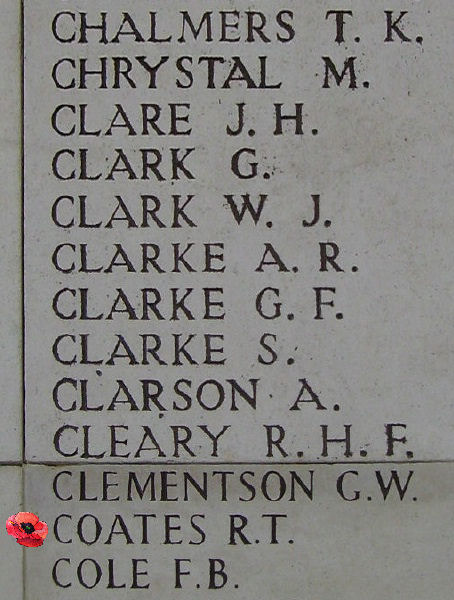 CHALMERS T. K.
CHRYSTAL M.
CLARE J. H.
CLARK G.
CLARK W. J.
CLARKE A. R.
CLARKE G. F.
CLARKE S.
CLARSON A.
CLEARY R. H. F.
CLEMENTSON G.W.
COATES R.T.
COLE F.B.